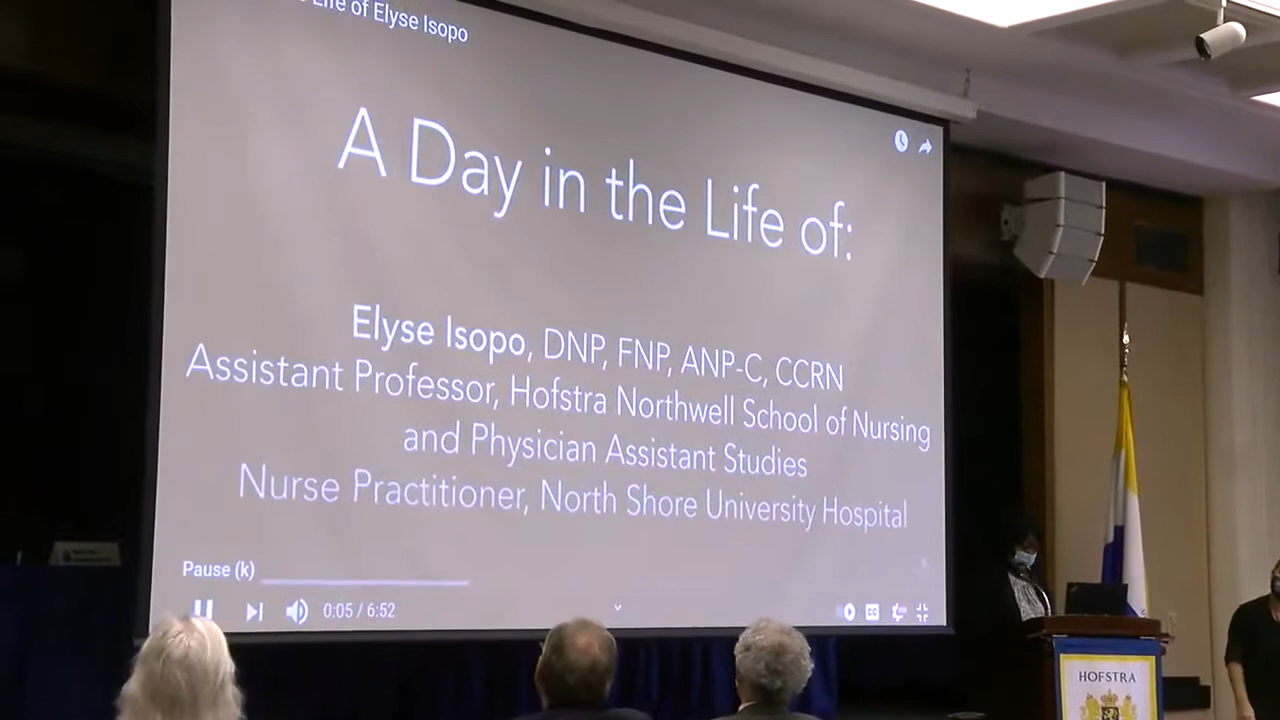 Life of Elyse Isopo
A Day in the Life of:
Elyse Isopo, DNP, FNP, ANP-C, CCRN
Assistant Professor, Hofstra Northwell School of Nursing
and Physician Assistant Studies
Nurse Practitioner, North Shore University Hospital
Pause (k)
0:05 / 6:52
CC
HOFSTRA